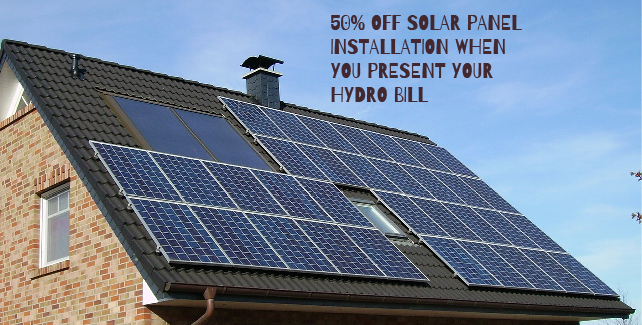 50% OFF SOLAR PANEL
INSTALLATION WHEN
YOU PRESENT YOUR
HYDRO BILL